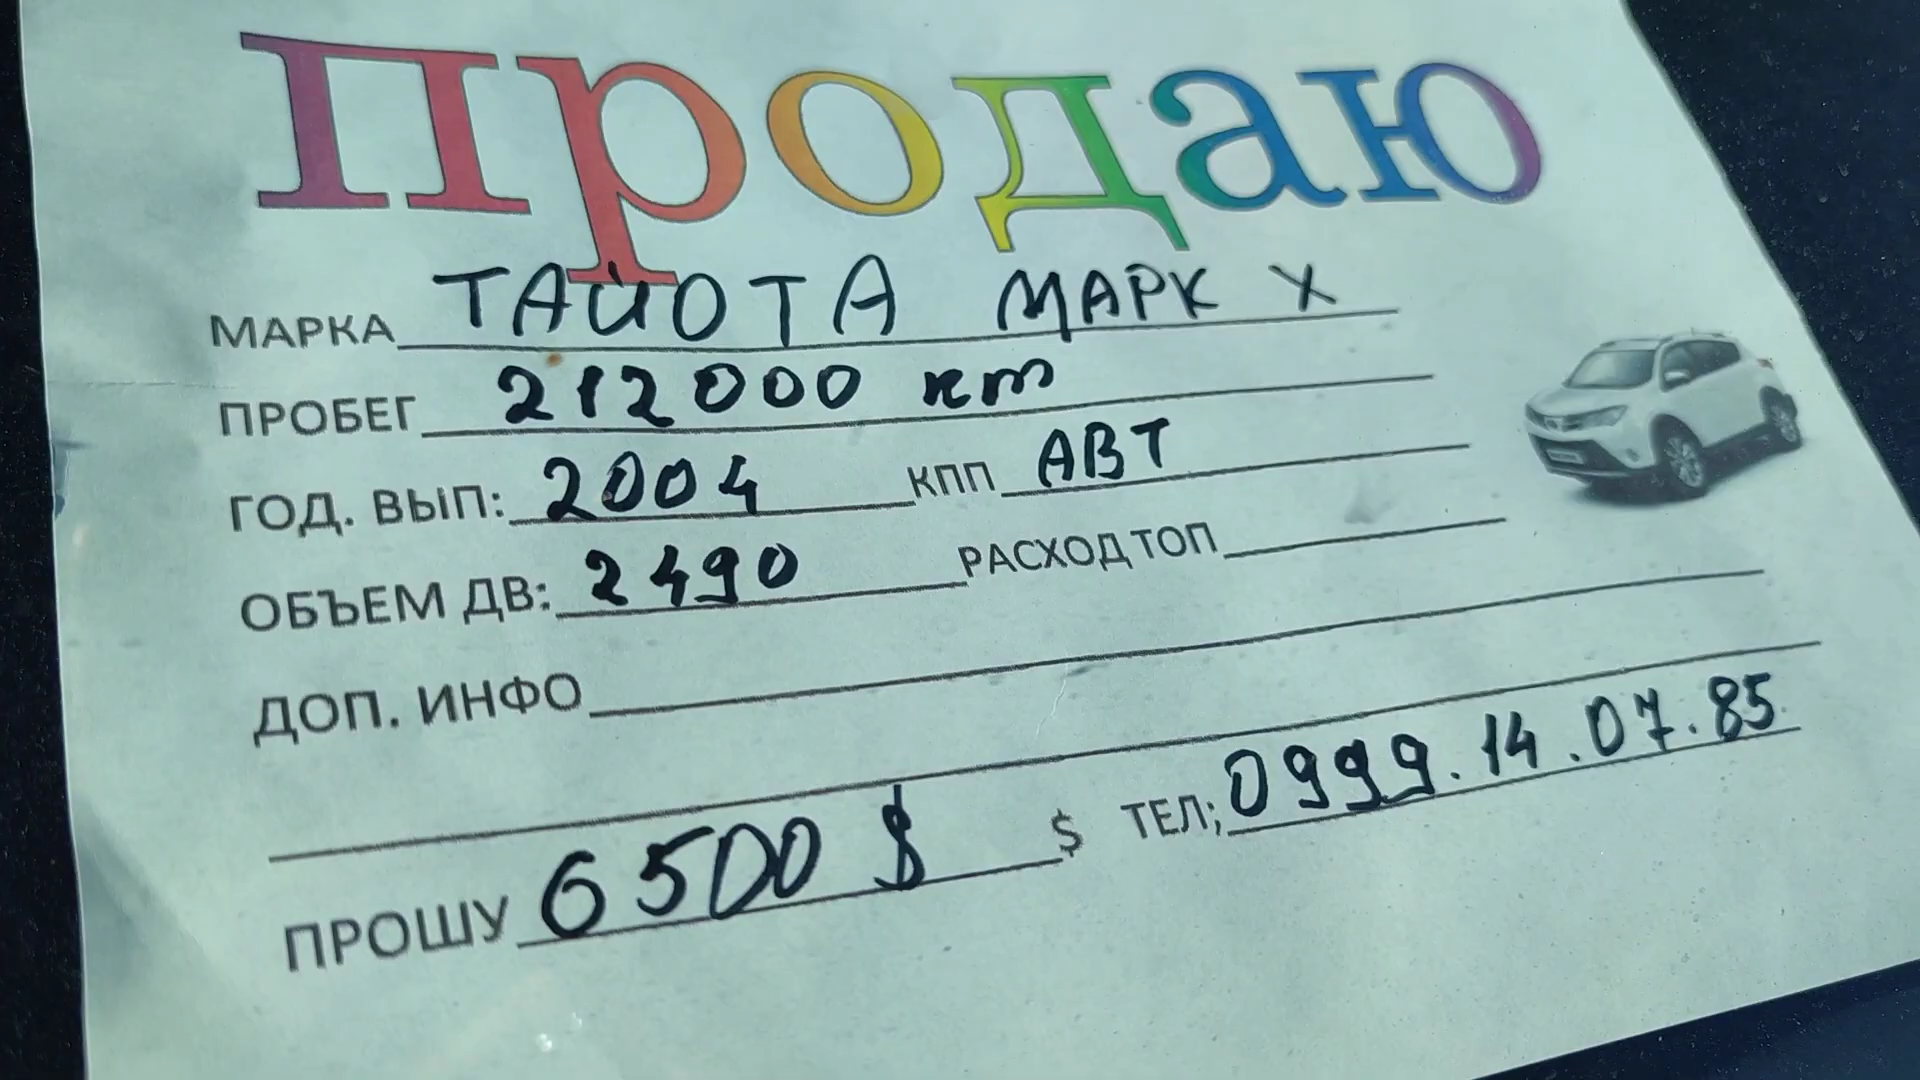 продаю
МАРКА ТАЙОТА МАРК Х
ПРОБЕГ 212000 км
ГОД. ВЫП: 2004 КПП АВТ
ОБЪЕМ ДВ: 2490 РАСХОД ТОП
ДОП. ИНФО
ПРОШУ 6500 $ $ ТЕЛ; 0999.14.07.85